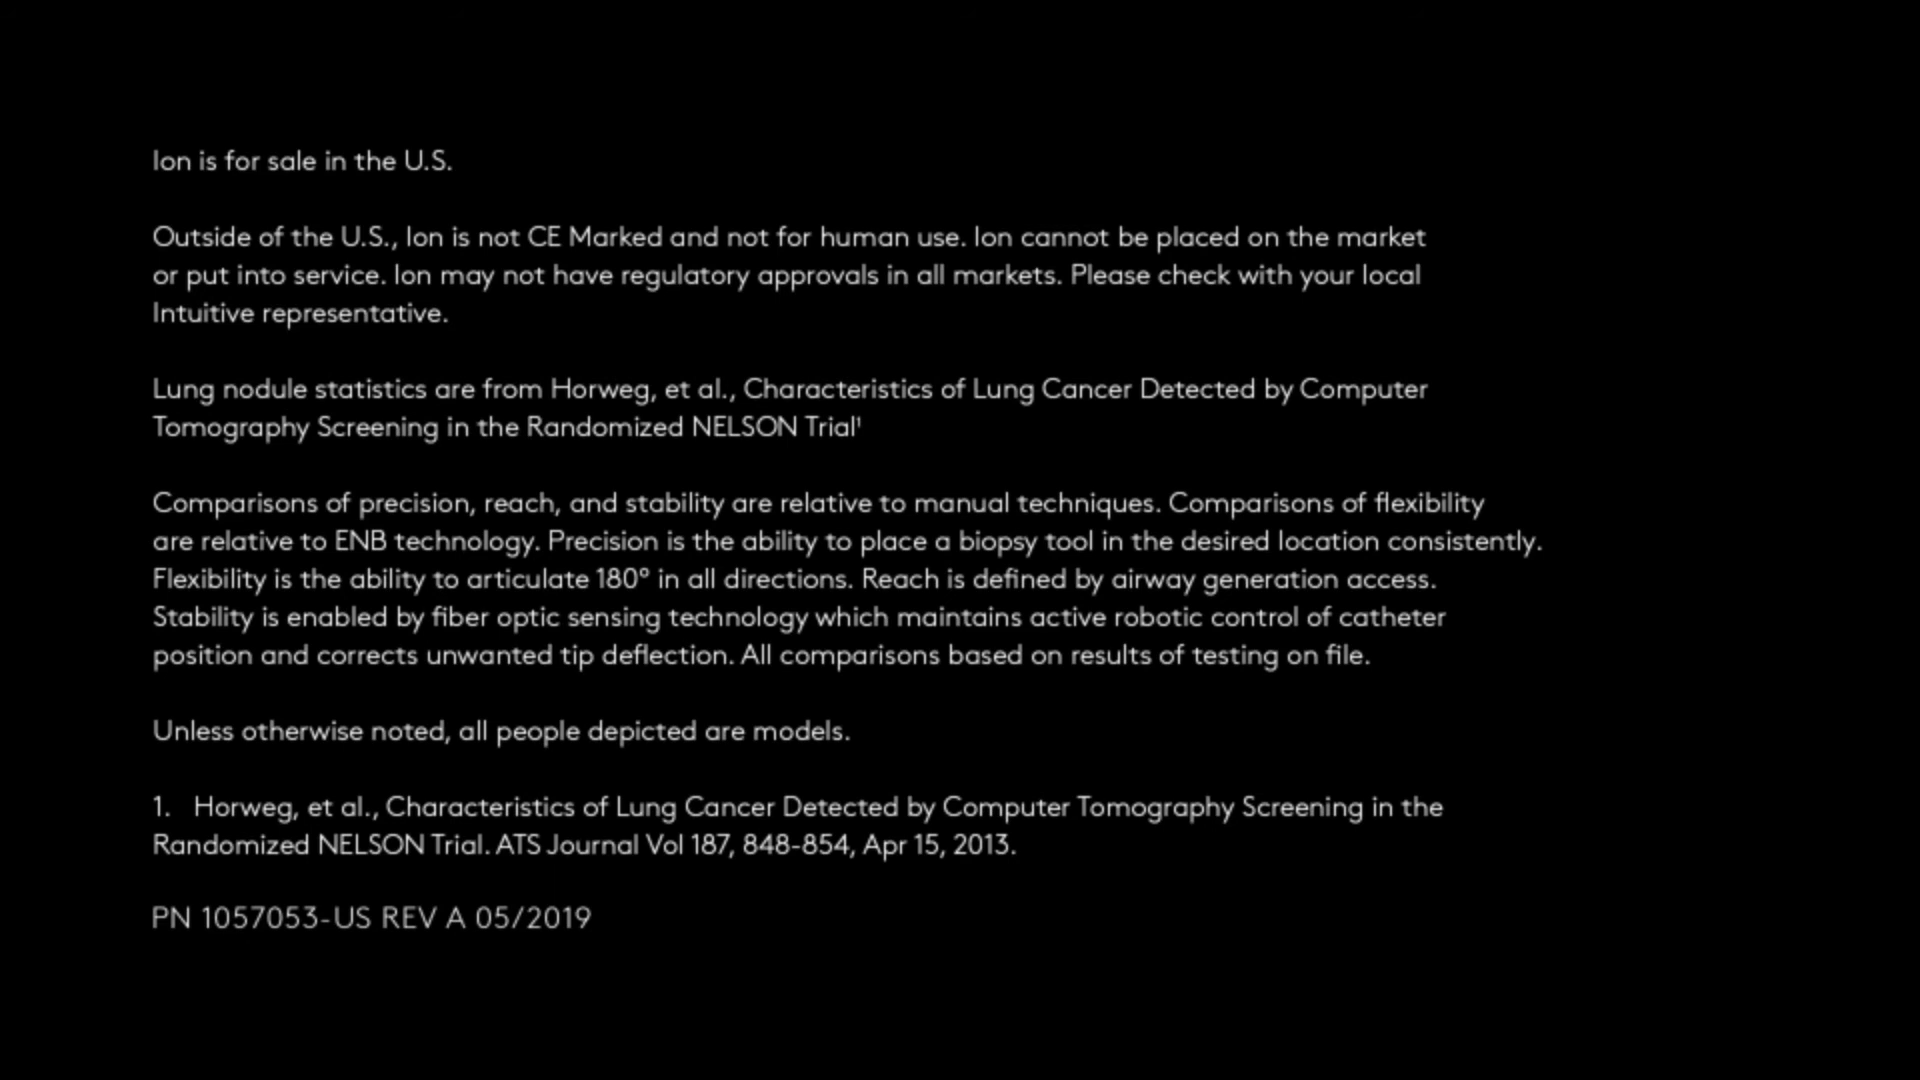 Ion is for sale in the U.S.
Outside of the U.S., Ion is not CE Marked and not for human use. Ion cannot be placed on the market
or put into service. Ion may not have regulatory approvals in all markets. Please check with your local
Intuitive representative.
Lung nodule statistics are from Horweg, et al., Characteristics of Lung Cancer Detected by Computer
Tomography Screening in the Randomized NELSON Trial¹
Comparisons of precision, reach, and stability are relative to manual techniques. Comparisons of flexibility
are relative to ENB technology. Precision is the ability to place a biopsy tool in the desired location consistently.
Flexibility is the ability to articulate 180° in all directions. Reach is defined by airway generation access.
Stability is enabled by fiber optic sensing technology which maintains active robotic control of catheter
position and corrects unwanted tip deflection. All comparisons based on results of testing on file.
Unless otherwise noted, all people depicted are models.
1. Horweg, et al., Characteristics of Lung Cancer Detected by Computer Tomography Screening in the
Randomized NELSON Trial. ATS Journal Vol 187, 848-854, Apr 15, 2013.
PN 1057053-US REV A 05/2019